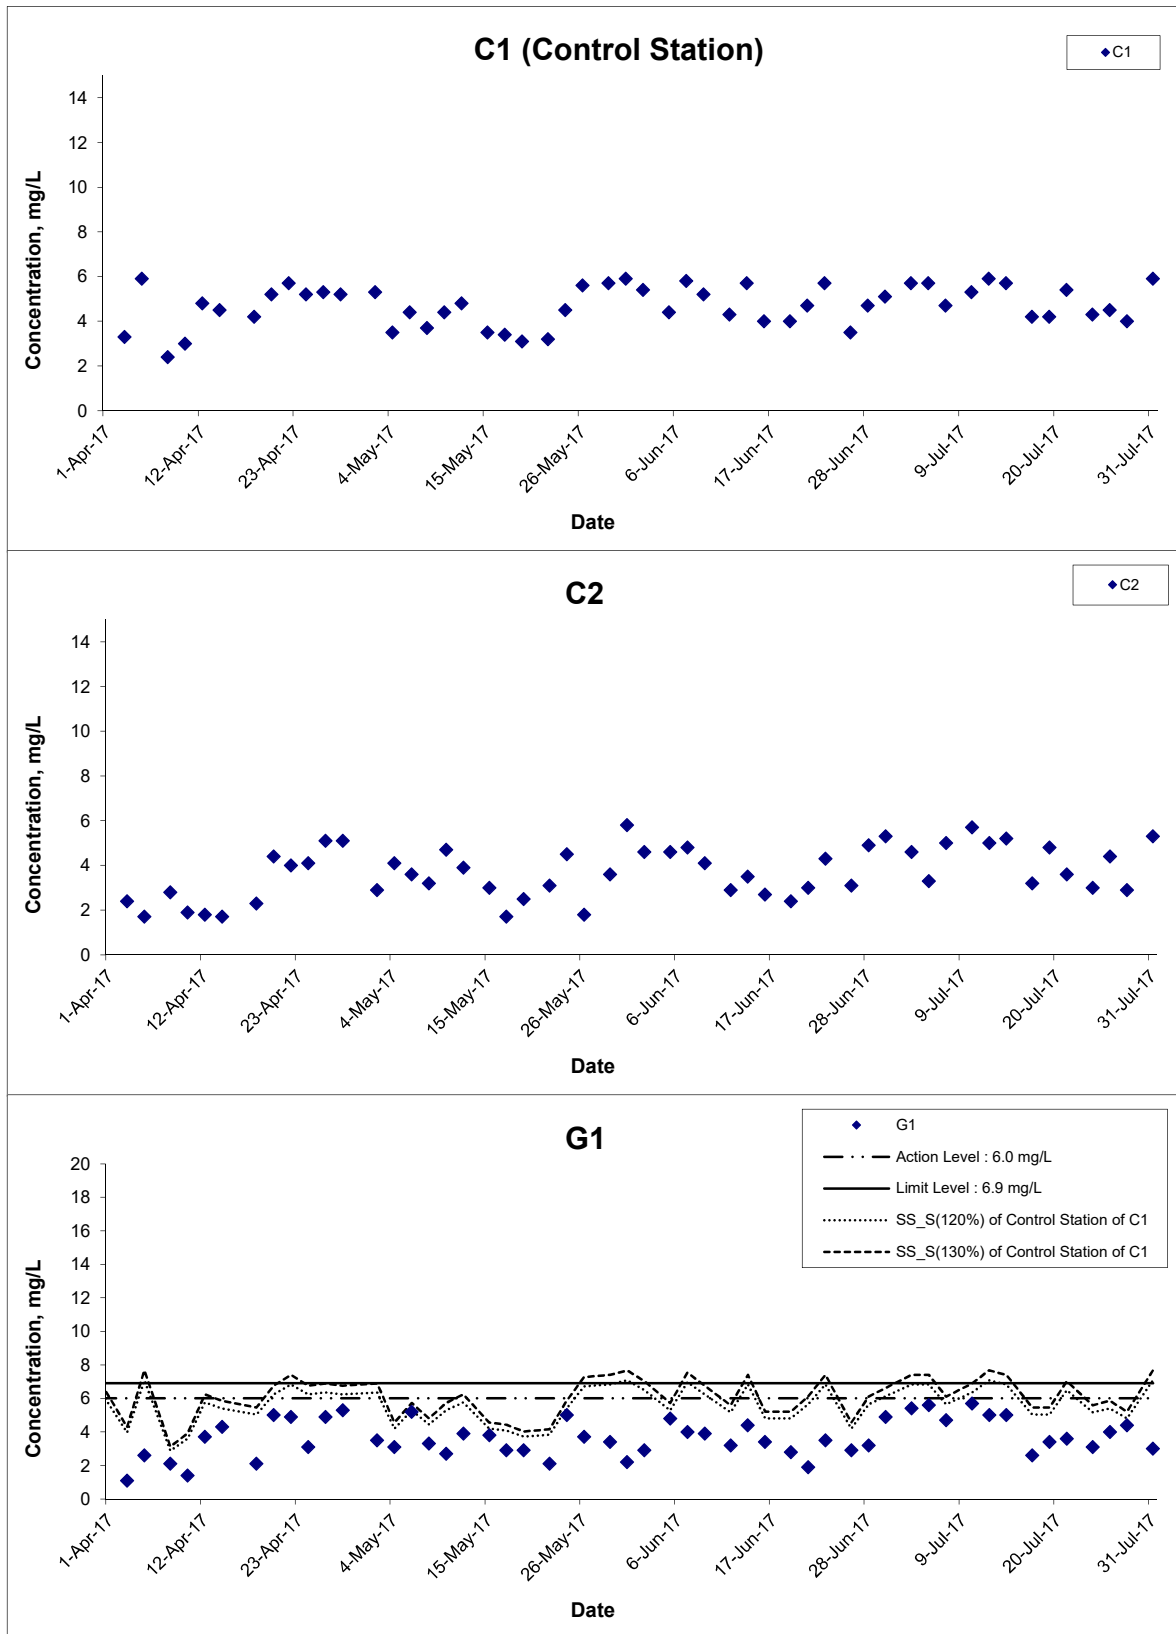 C1 (Control Station)
C1
Concentration, mg/L
14
12
10
8
6
4
2
0
1-Apr-17
12-Apr-17
23-Apr-17
4-May-17
15-May-17
26-May-17
6-Jun-17
17-Jun-17
28-Jun-17
9-Jul-17
20-Jul-17
31-Jul-17
Date
C2
C2
Concentration, mg/L
14
12
10
8
6
4
2
0
1-Apr-17
12-Apr-17
23-Apr-17
4-May-17
15-May-17
26-May-17
6-Jun-17
17-Jun-17
28-Jun-17
9-Jul-17
20-Jul-17
31-Jul-17
Date
G1
G1
Action Level : 6.0 mg/L
Limit Level : 6.9 mg/L
SS_S(120%) of Control Station of C1
SS_S(130%) of Control Station of C1
Concentration, mg/L
20
18
16
14
12
10
8
6
4
2
0
1-Apr-17
12-Apr-17
23-Apr-17
4-May-17
15-May-17
26-May-17
6-Jun-17
17-Jun-17
28-Jun-17
9-Jul-17
20-Jul-17
31-Jul-17
Date